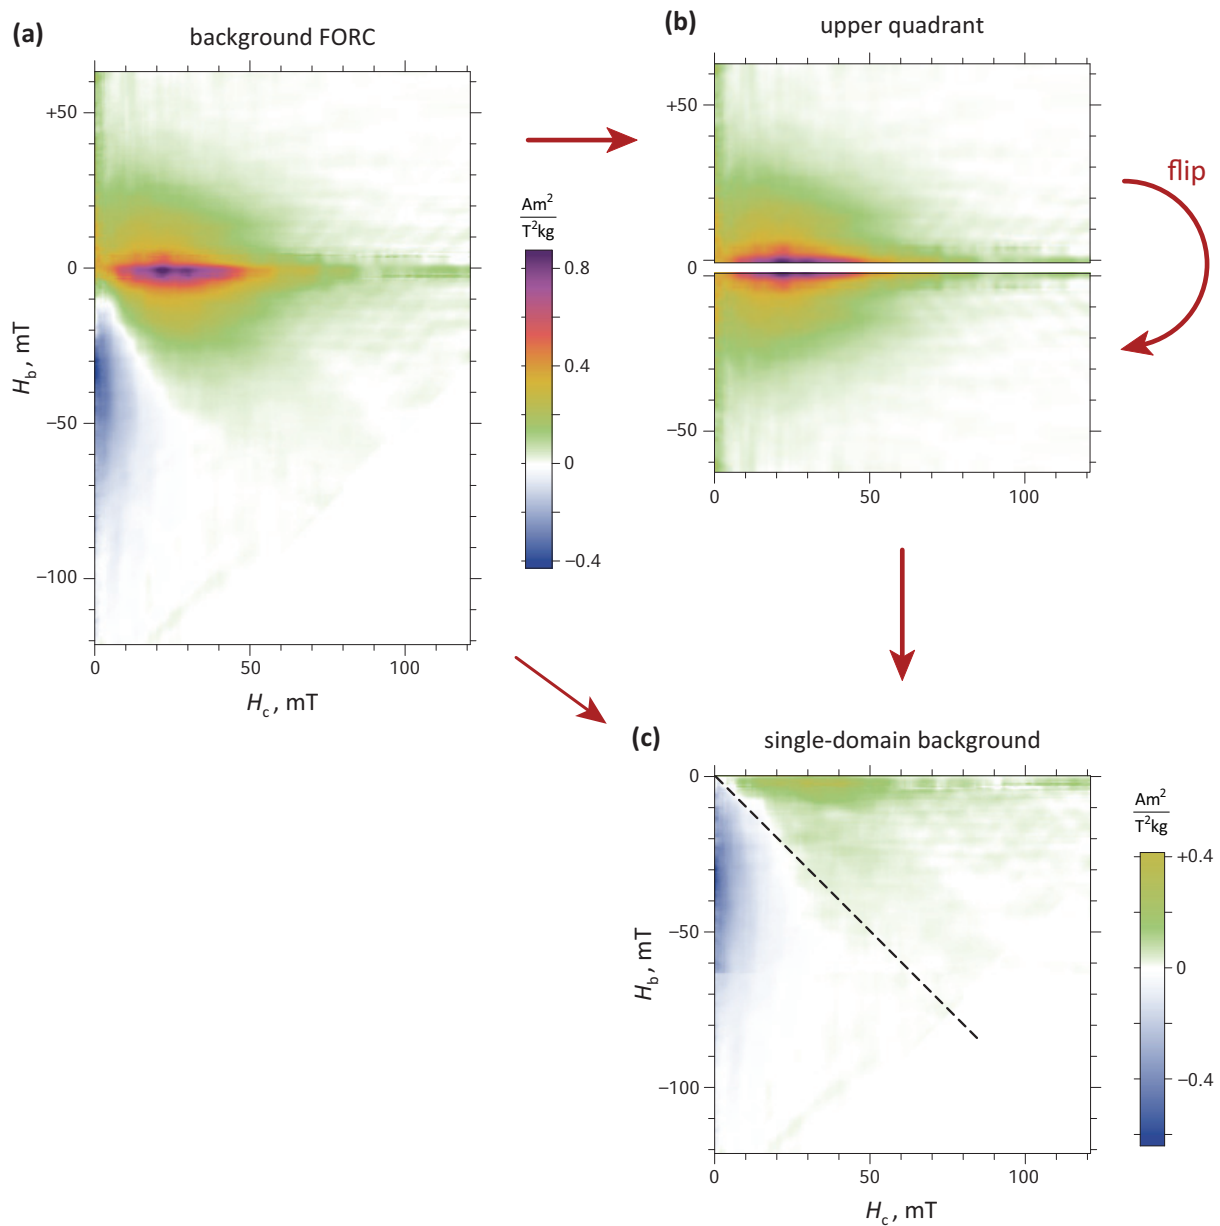 (a)
background FORC
+50
0
−50
−100
H_b, mT
0
50
100
H_c, mT
Am²
T²kg
0.8
0.4
0
−0.4
(b)
upper quadrant
+50
0
−50
0
50
100
flip
(c)
single-domain background
0
−50
−100
H_b, mT
0
50
100
H_c, mT
Am²
T²kg
+0.4
0
−0.4